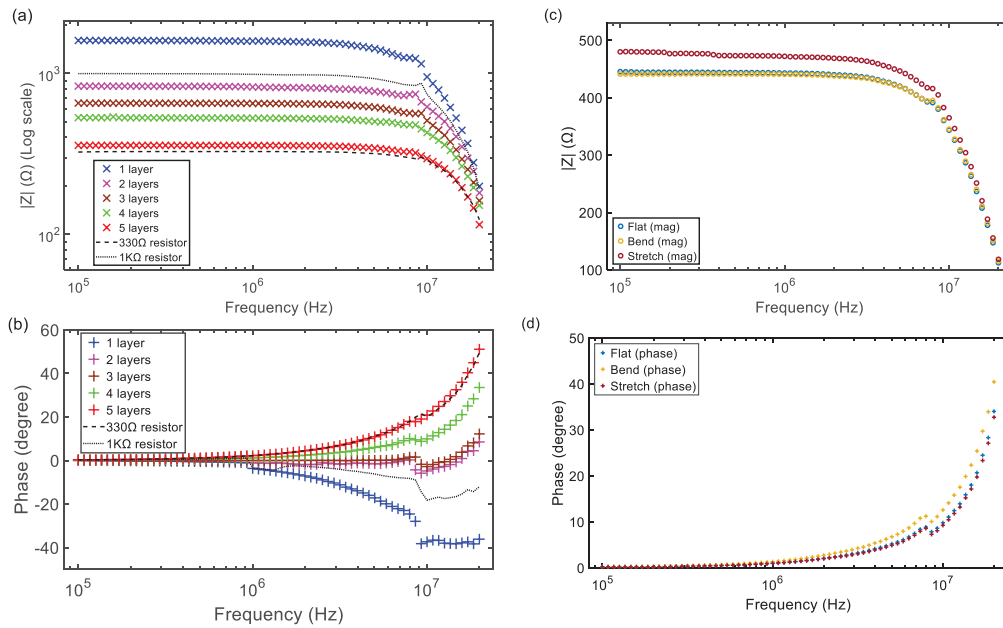 (a)
|Z| (Ω) (Log scale)
10³
10²
1 layer
2 layers
3 layers
4 layers
5 layers
330Ω resistor
1KΩ resistor
10⁵
10⁶
10⁷
Frequency (Hz)
(b)
Phase (degree)
60
40
20
0
-20
-40
1 layer
2 layers
3 layers
4 layers
5 layers
330Ω resistor
1KΩ resistor
10⁵
10⁶
10⁷
Frequency (Hz)
(c)
|Z| (Ω)
500
400
300
200
100
Flat (mag)
Bend (mag)
Stretch (mag)
10⁵
10⁶
10⁷
Frequency (Hz)
(d)
Phase (degree)
50
40
30
20
10
0
Flat (phase)
Bend (phase)
Stretch (phase)
10⁵
10⁶
10⁷
Frequency (Hz)